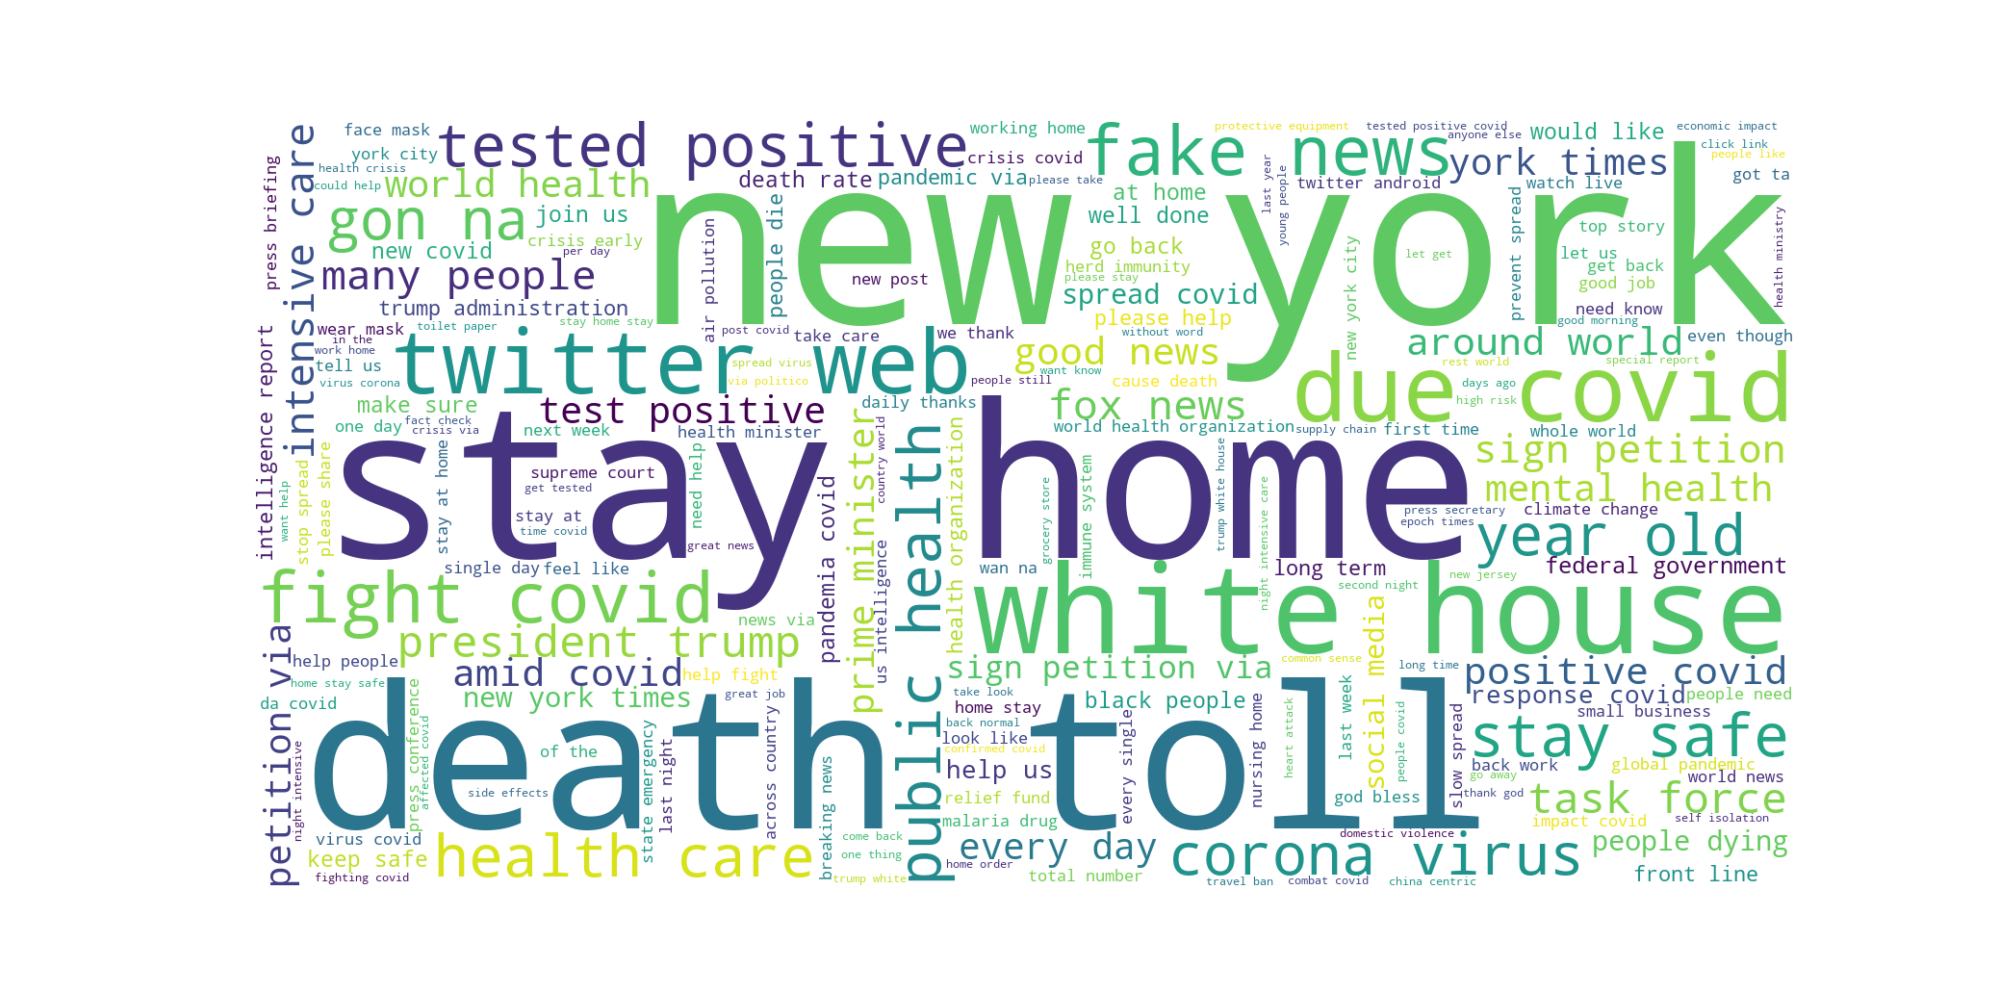 new york
stay home
death toll
white house
tested positive
fake news
twitter web
due covid
fight covid
public health
corona virus
health care
stay safe
year old
gon na
many people
world health
intensive care
york times
president trump
test positive
prime minister
petition via
good news
fox news
around world
sign petition
mental health
positive covid
task force
amid covid
new york times
sign petition via
social media
every day
people dying
help us
black people
response covid
spread covid
face mask
york city
health crisis
could help
press briefing
join us
new covid
crisis early
per day
trump administration
death rate
pandemic via
working home
crisis covid
please take
people die
air pollution
new post
at home
well done
go back
herd immunity
please stay
please help
without word
protective equipment
tested positive covid
anyone else
would like
economic impact
click link
people like
got ta
last year
young people
twitter android
watch live
let get
new york city
prevent spread
top story
let us
get back
good job
need know
good morning
health ministry
even though
special report
rest world
days ago
high risk
wear mask
in the
work home
toilet paper
stay home stay
tell us
virus corona
post covid
take care
we thank
spread virus
via politico
people still
want know
cause death
daily thanks
make sure
one day
fact check
crisis via
next week
health minister
world health organization
supply chain
first time
whole world
intelligence report
want help
stop spread
please share
stay at home
supreme court
get tested
stay at
time covid
need help
great news
single day
feel like
pandemia covid
country world
us intelligence
health organization
wan na
grocery store
immune system
trump white house
night intensive care
long term
press secretary
epoch times
climate change
federal government
second night
new jersey
news via
help people
home stay safe
da covid
help fight
great job
night intensive
press conference
affected covid
of the
side effects
state emergency
last night
across country
breaking news
virus covid
keep safe
fighting covid
come back
one thing
trump white
take look
home stay
back normal
look like
confirmed covid
relief fund
malaria drug
home order
total number
every single
nursing home
heart attack
last week
common sense
long time
people covid
god bless
slow spread
people need
small business
back work
global pandemic
go away
world news
thank god
impact covid
self isolation
domestic violence
travel ban
combat covid
china centric
front line